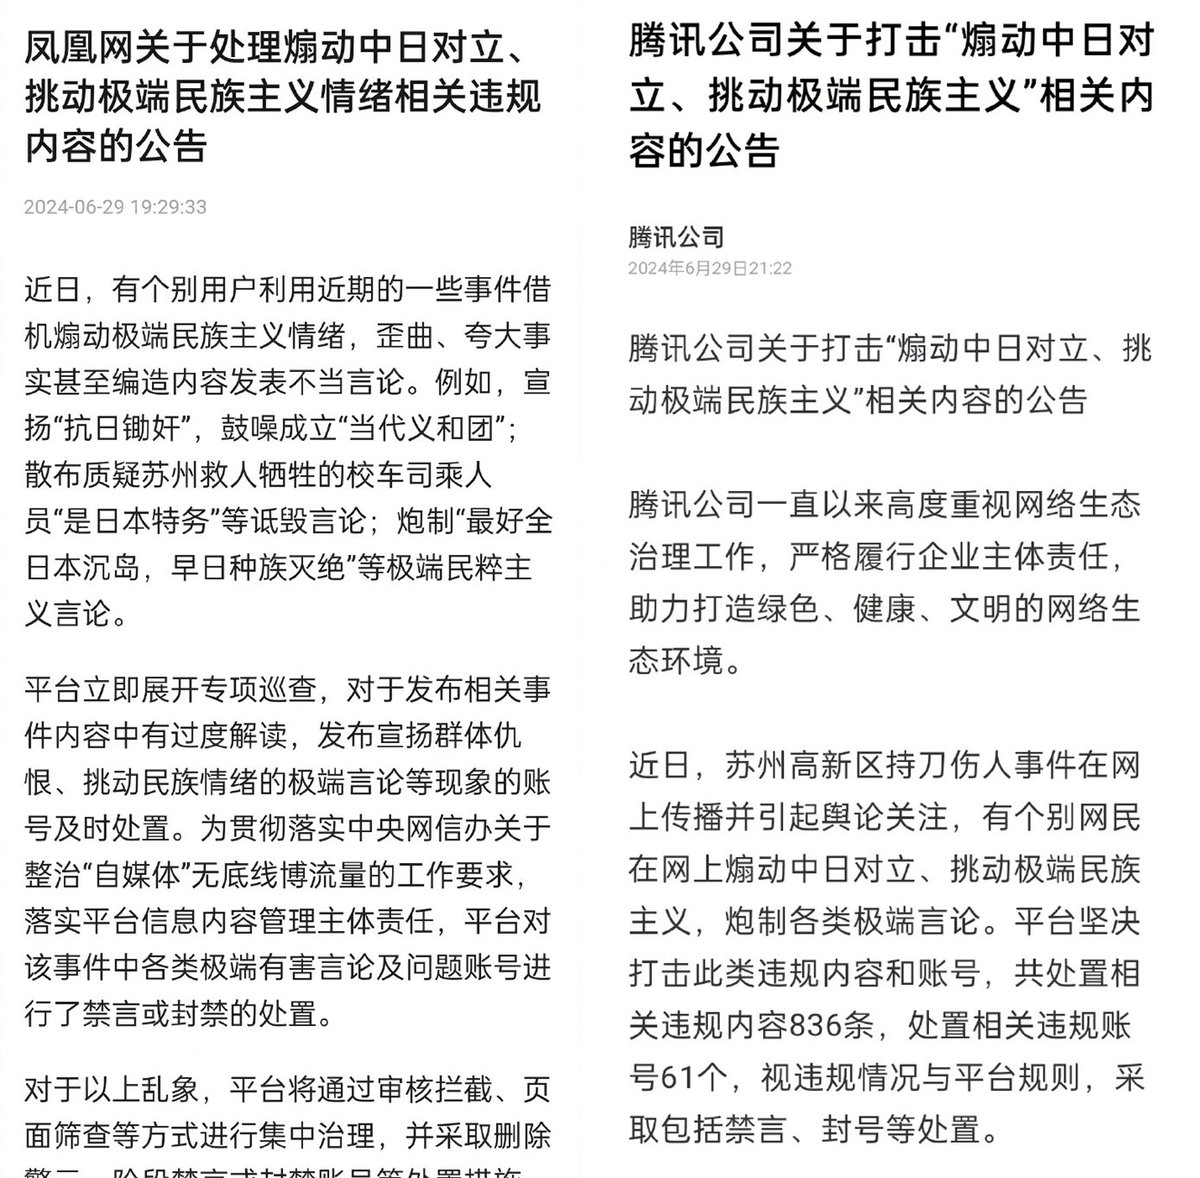 凤凰网关于处理煽动中日对立、
挑动极端民族主义情绪相关违规
内容的公告
2024-06-29 19:29:33
近日，有个别用户利用近期的一些事件借
机煽动极端民族主义情绪，歪曲、夸大事
实甚至编造内容发表不当言论。例如，宣
扬“抗日锄奸”，鼓噪成立“当代义和团”；
散布质疑苏州救人牺牲的校车司乘人
员“是日本特务”等诋毁言论；炮制“最好全
日本沉岛，早日种族灭绝”等极端民粹主
义言论。
平台立即展开专项巡查，对于发布相关事
件内容中有过度解读，发布宣扬群体仇
恨、挑动民族情绪的极端言论等现象的账
号及时处置。为贯彻落实中央网信办关于
整治“自媒体”无底线博流量的工作要求，
落实平台信息内容管理主体责任，平台对
该事件中各类极端有害言论及问题账号进
行了禁言或封禁的处置。
对于以上乱象，平台将通过审核拦截、页
面筛查等方式进行集中治理，并采取删除
警示、阶段禁言或封禁账号等处置措施
腾讯公司关于打击“煽动中日对
立、挑动极端民族主义”相关内
容的公告
腾讯公司
2024年6月29日21:22
腾讯公司关于打击“煽动中日对立、挑
动极端民族主义”相关内容的公告
腾讯公司一直以来高度重视网络生态
治理工作，严格履行企业主体责任，
助力打造绿色、健康、文明的网络生
态环境。
近日，苏州高新区持刀伤人事件在网
上传播并引起舆论关注，有个别网民
在网上煽动中日对立、挑动极端民族
主义，炮制各类极端言论。平台坚决
打击此类违规内容和账号，共处置相
关违规内容836条，处置相关违规账
号61个，视违规情况与平台规则，采
取包括禁言、封号等处置。